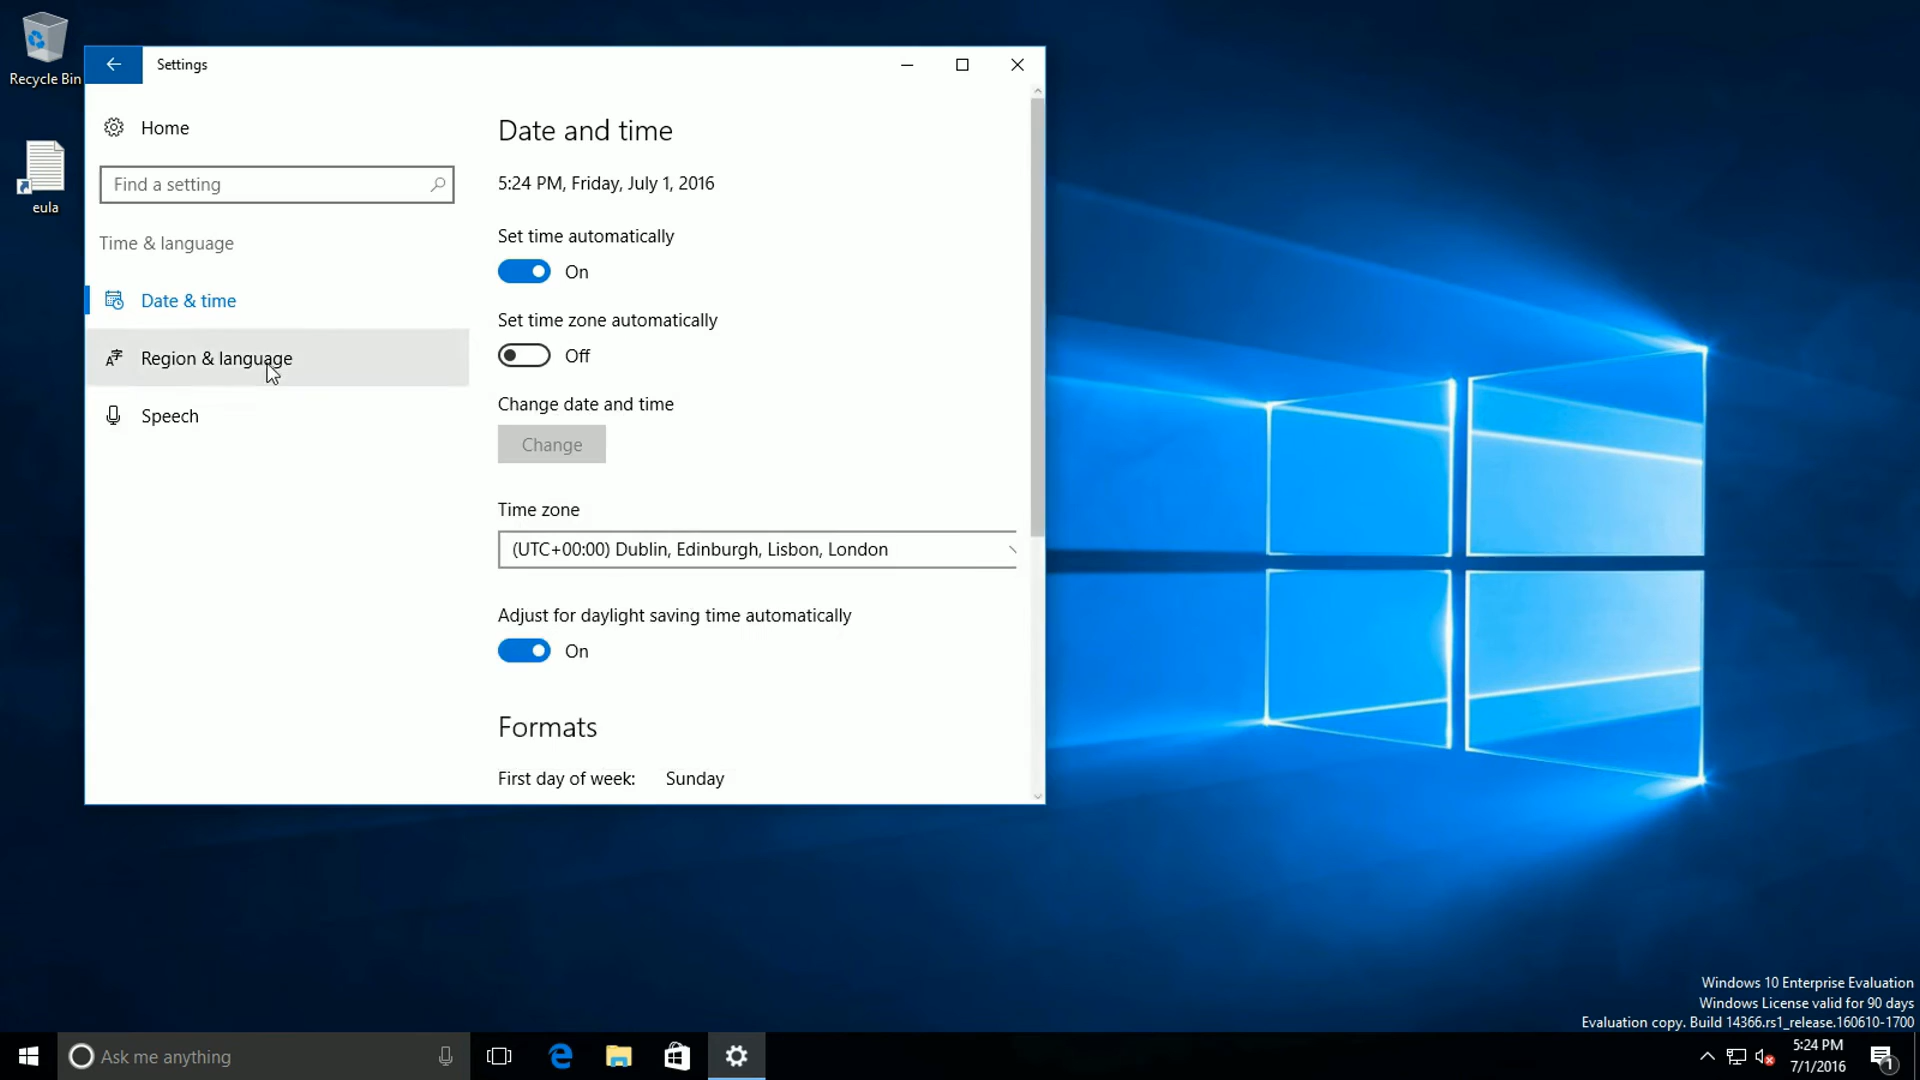 Recycle Bin
eula
Settings
Home
Find a setting
Time & language
Date & time
Region & language
Speech
Date and time
5:24 PM, Friday, July 1, 2016
Set time automatically
On
Set time zone automatically
Off
Change date and time
Change
Time zone
(UTC+00:00) Dublin, Edinburgh, Lisbon, London
Adjust for daylight saving time automatically
On
Formats
First day of week: Sunday
Windows 10 Enterprise Evaluation
Windows License valid for 90 days
Evaluation copy. Build 14366.rs1_release.160610-1700
Ask me anything
5:24 PM
7/1/2016
1